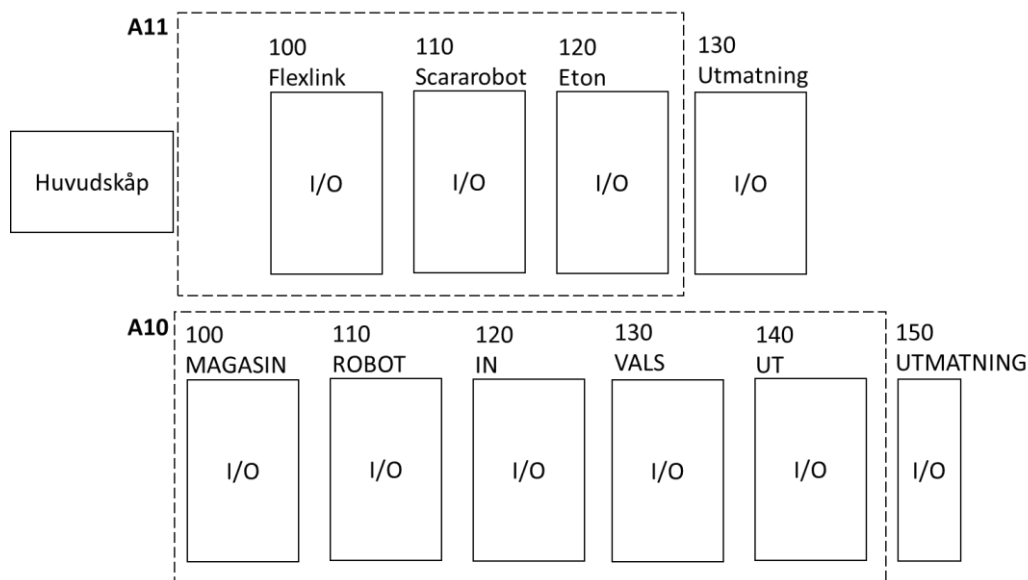 A11
100
Flexlink
110
Scararobot
120
Eton
130
Utmatning
Huvudskåp
I/O
I/O
I/O
I/O
A10
100
MAGASIN
110
ROBOT
120
IN
130
VALS
140
UT
150
UTMATNING
I/O
I/O
I/O
I/O
I/O
I/O